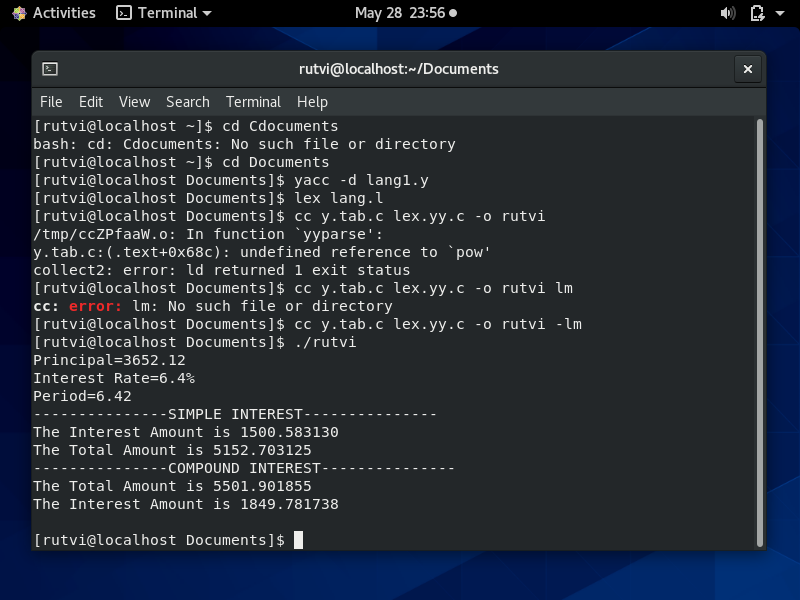 Activities Terminal May 28 23:56
rutvi@localhost:~/Documents
File Edit View Search Terminal Help
[rutvi@localhost ~]$ cd Cdocuments
bash: cd: Cdocuments: No such file or directory
[rutvi@localhost ~]$ cd Documents
[rutvi@localhost Documents]$ yacc -d lang1.y
[rutvi@localhost Documents]$ lex lang.l
[rutvi@localhost Documents]$ cc y.tab.c lex.yy.c -o rutvi
/tmp/ccZPfaaW.o: In function `yyparse':
y.tab.c:(.text+0x68c): undefined reference to `pow'
collect2: error: ld returned 1 exit status
[rutvi@localhost Documents]$ cc y.tab.c lex.yy.c -o rutvi lm
cc: error: lm: No such file or directory
[rutvi@localhost Documents]$ cc y.tab.c lex.yy.c -o rutvi -lm
[rutvi@localhost Documents]$ ./rutvi
Principal=3652.12
Interest Rate=6.4%
Period=6.42
---------------SIMPLE INTEREST---------------
The Interest Amount is 1500.583130
The Total Amount is 5152.703125
---------------COMPOUND INTEREST---------------
The Total Amount is 5501.901855
The Interest Amount is 1849.781738
[rutvi@localhost Documents]$